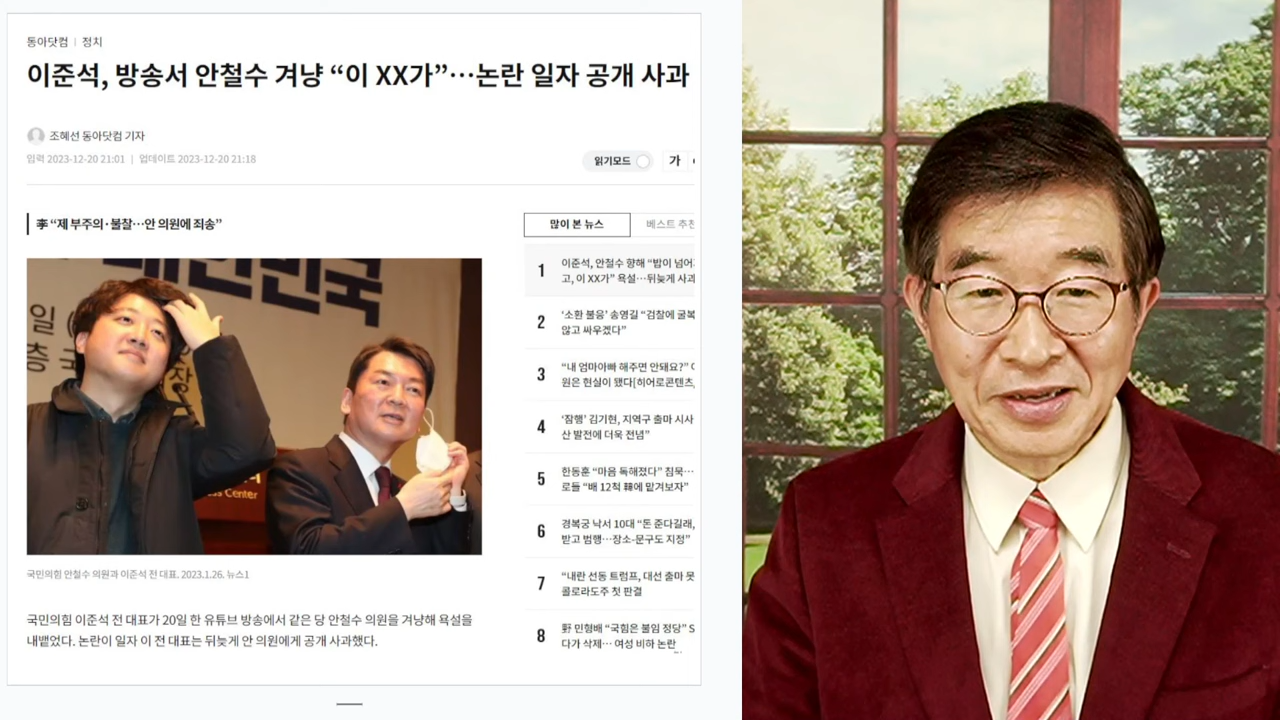 동아닷컴 | 정치
이준석, 방송서 안철수 겨냥 “이 XX가”…논란 일자 공개 사과
조혜선 동아닷컴 기자
입력 2023-12-20 21:01 | 업데이트 2023-12-20 21:18
읽기모드
가
李 “제 부주의·불찰…안 의원에 죄송”
대한민국
일
층 국
장
ess Center
국민의힘 안철수 의원과 이준석 전 대표. 2023.1.26. 뉴스1
국민의힘 이준석 전 대표가 20일 한 유튜브 방송에서 같은 당 안철수 의원을 겨냥해 욕설을
내뱉었다. 논란이 일자 이 전 대표는 뒤늦게 안 의원에게 공개 사과했다.
많이 본 뉴스
베스트 추천
1
이준석, 안철수 향해 “밥이 넘어
고, 이 XX가” 욕설…뒤늦게 사과
2
‘소환 불응’ 송영길 “검찰에 굴복
않고 싸우겠다”
3
“내 엄마아빠 해주면 안돼요?”
원은 현실이 됐다[히어로콘텐츠
4
‘잠행’ 김기현, 지역구 출마 시사
산 발전에 더욱 전념”
5
한동훈 “마음 독해졌다” 침묵…
로들 “배 12척 韓에 맡겨보자”
6
경복궁 낙서 10대 “돈 준다길래,
받고 범행…장소-문구도 지정”
7
“내란 선동 트럼프, 대선 출마 못
콜로라도주 첫 판결
8
野 민형배 “국힘은 불임 정당” S
다가 삭제… 여성 비하 논란